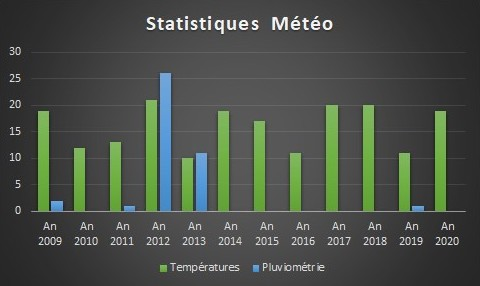 Statistiques Météo
30
25
20
15
10
5
0
An An An An An An An An An An An An
2009 2010 2011 2012 2013 2014 2015 2016 2017 2018 2019 2020
Températures Pluviométrie